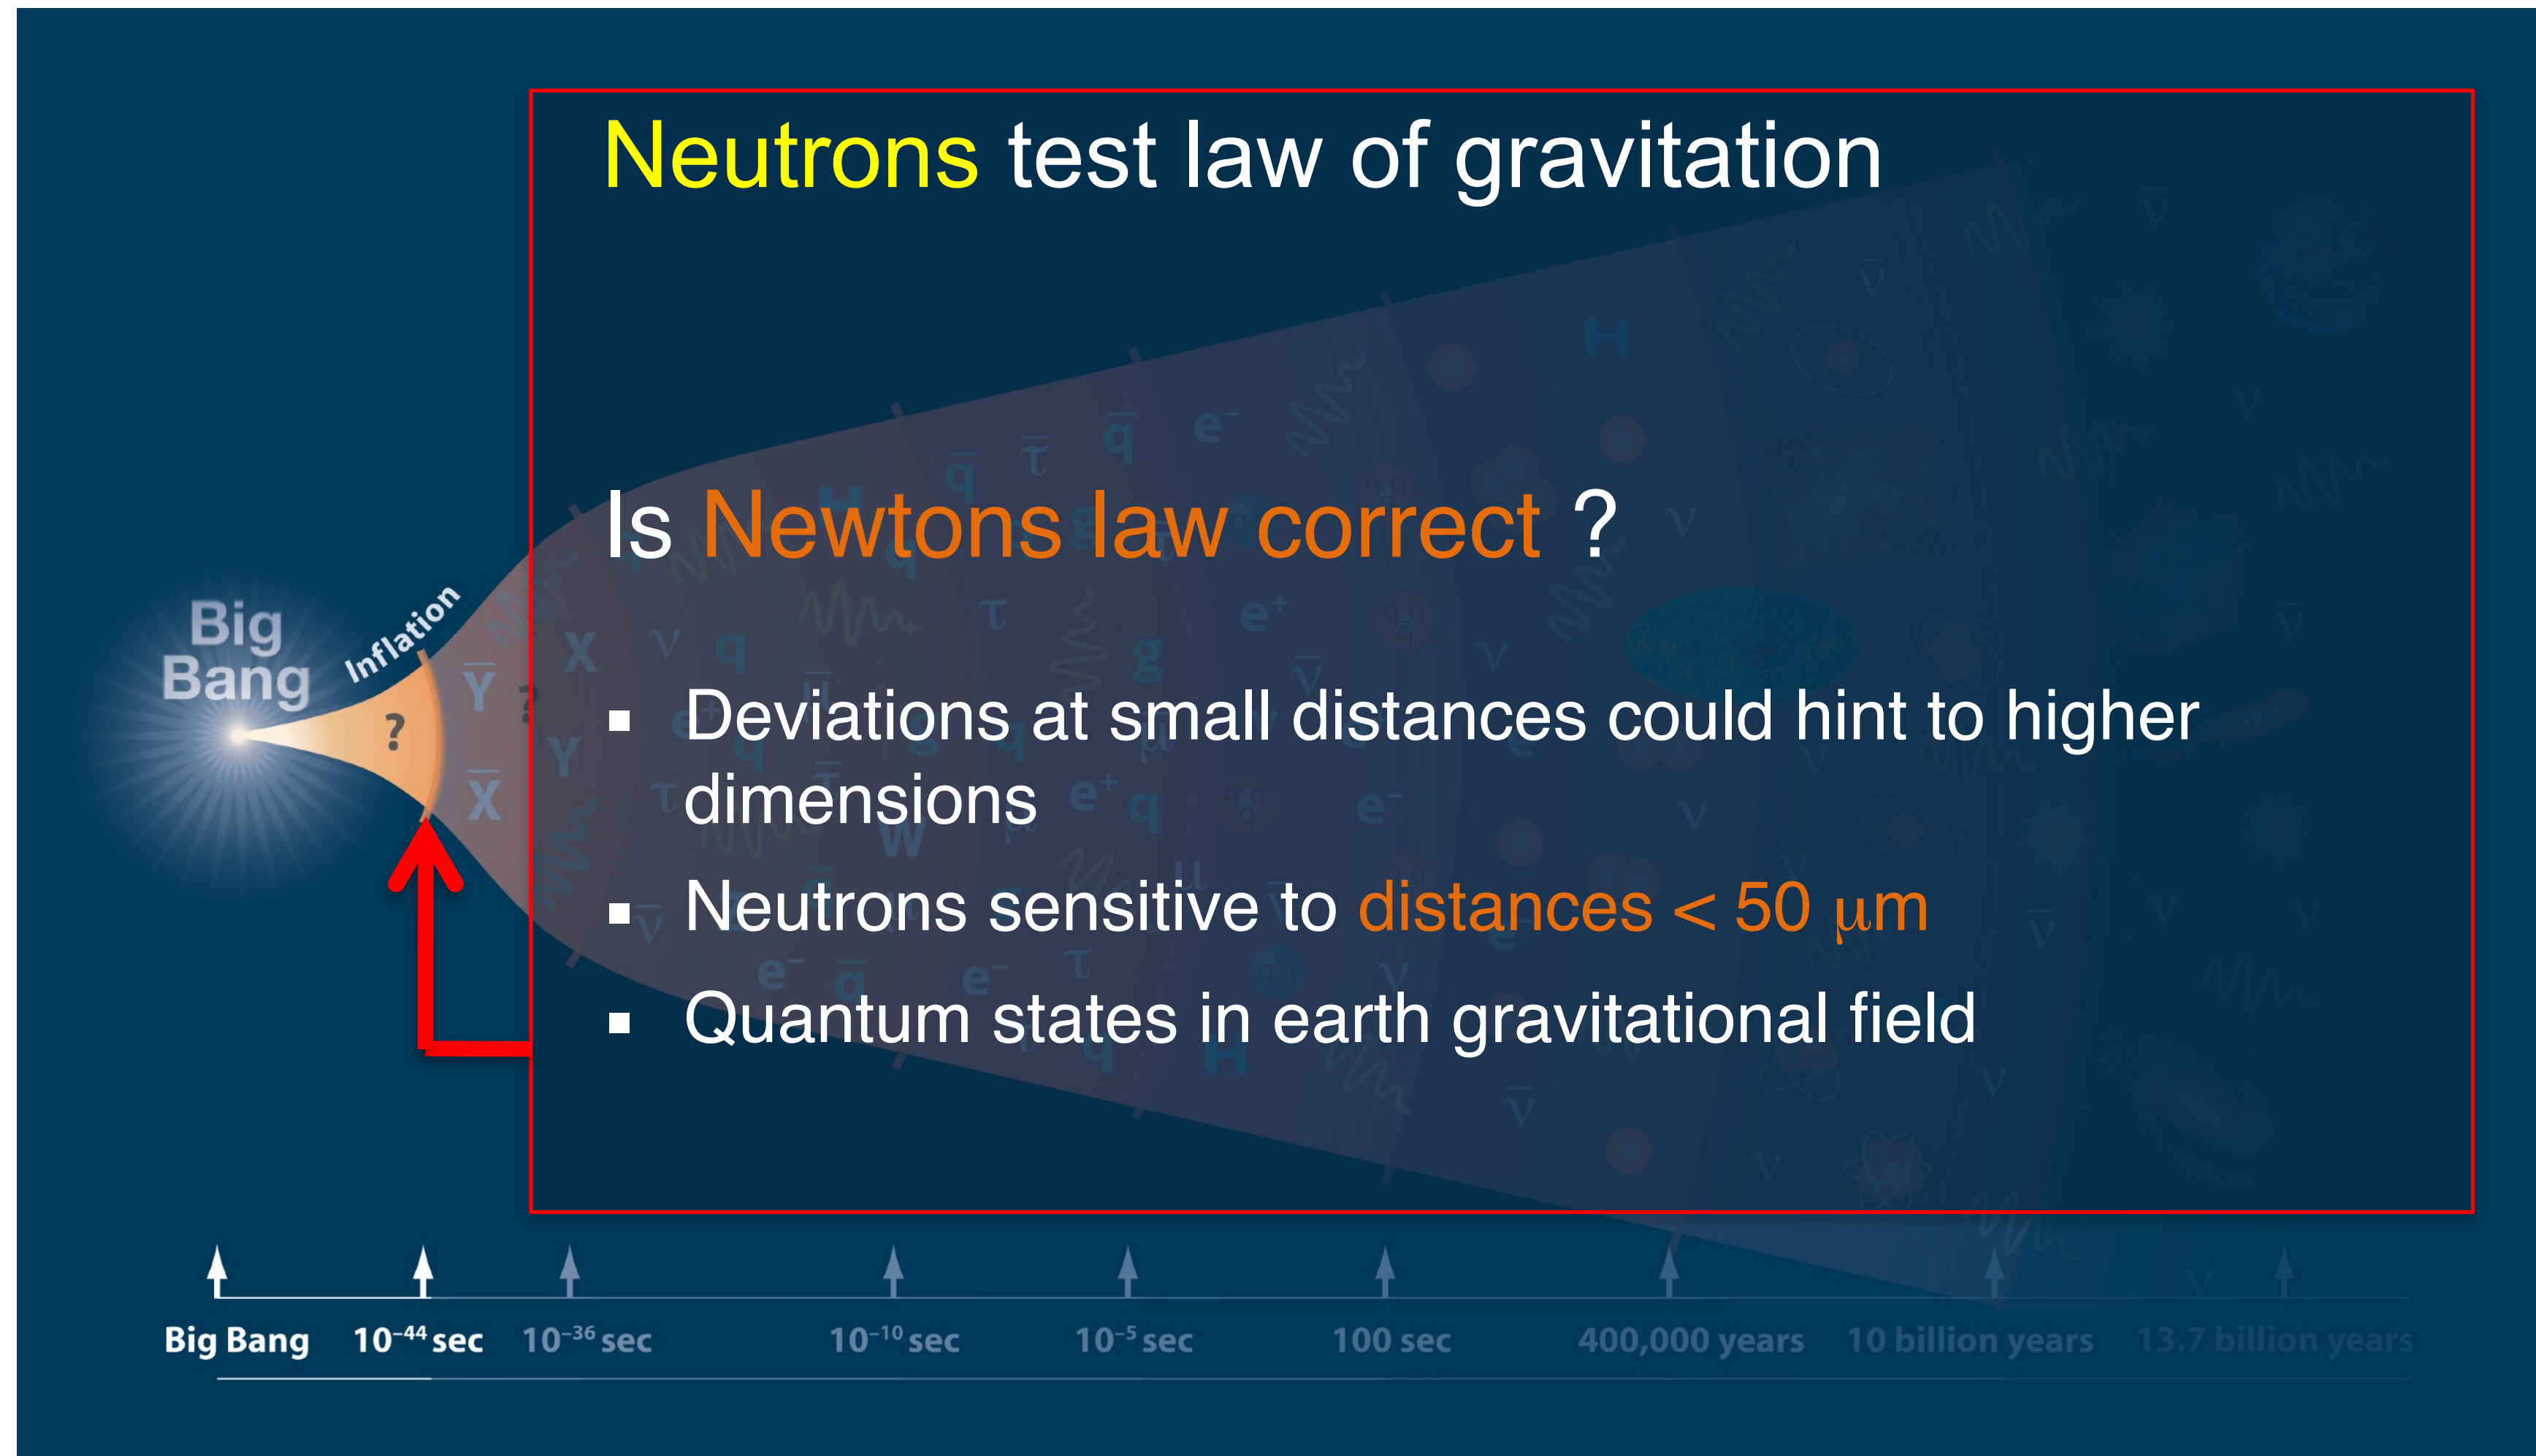 Neutrons test law of gravitation
Is Newtons law correct ?
▪ Deviations at small distances could hint to higher
dimensions
▪ Neutrons sensitive to distances < 50 μm
▪ Quantum states in earth gravitational field
Big
Bang
Inflation
?
Big Bang 10⁻⁴⁴ sec 10⁻³⁶ sec 10⁻¹⁰ sec 10⁻⁵ sec 100 sec 400,000 years 10 billion years 13.7 billion years